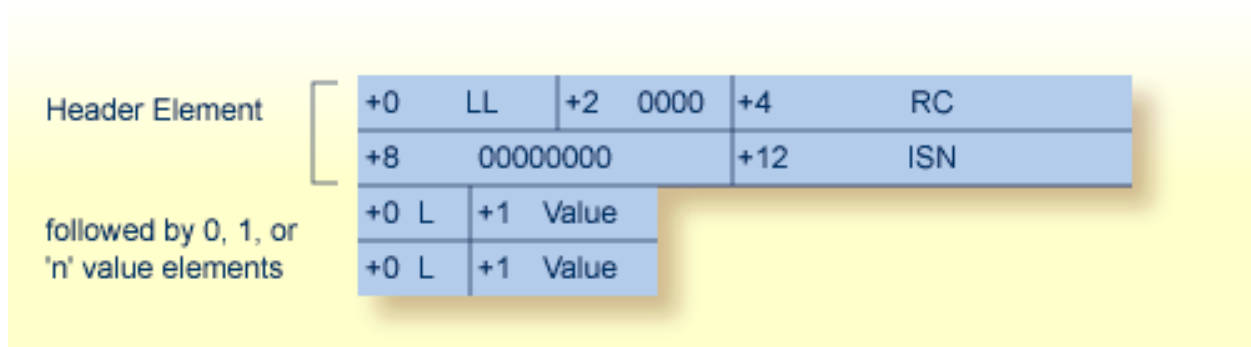 Header Element
+0 LL +2 0000 +4 RC
+8 00000000 +12 ISN
followed by 0, 1, or
'n' value elements
+0 L +1 Value
+0 L +1 Value